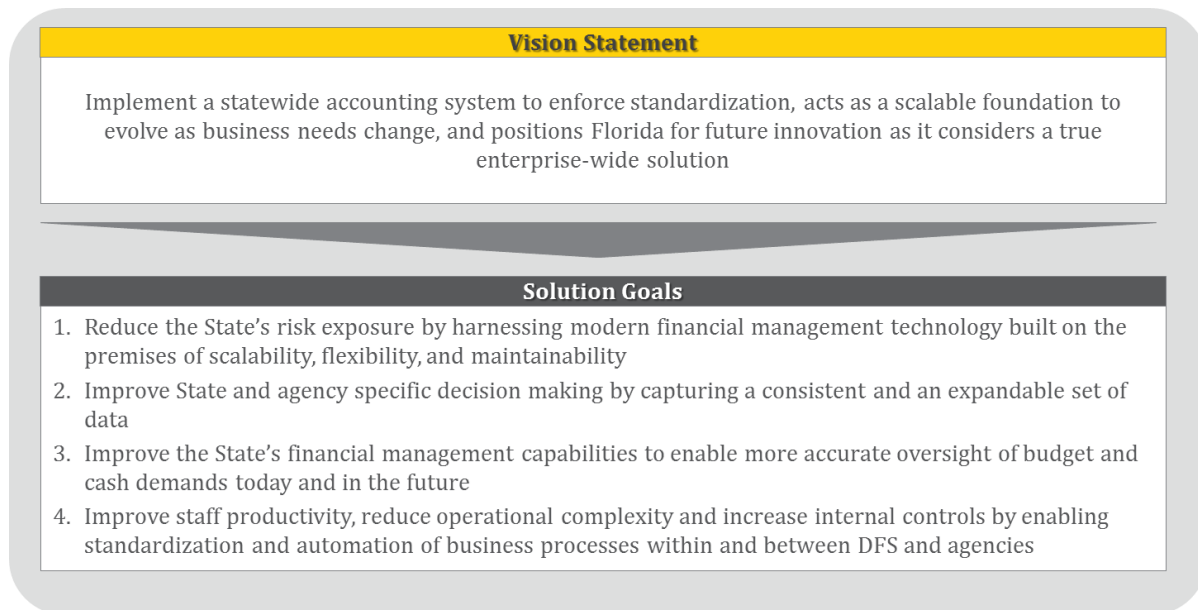 Vision Statement
Implement a statewide accounting system to enforce standardization, acts as a scalable foundation to
evolve as business needs change, and positions Florida for future innovation as it considers a true
enterprise-wide solution
Solution Goals
1. Reduce the State’s risk exposure by harnessing modern financial management technology built on the
premises of scalability, flexibility, and maintainability
2. Improve State and agency specific decision making by capturing a consistent and an expandable set of
data
3. Improve the State’s financial management capabilities to enable more accurate oversight of budget and
cash demands today and in the future
4. Improve staff productivity, reduce operational complexity and increase internal controls by enabling
standardization and automation of business processes within and between DFS and agencies